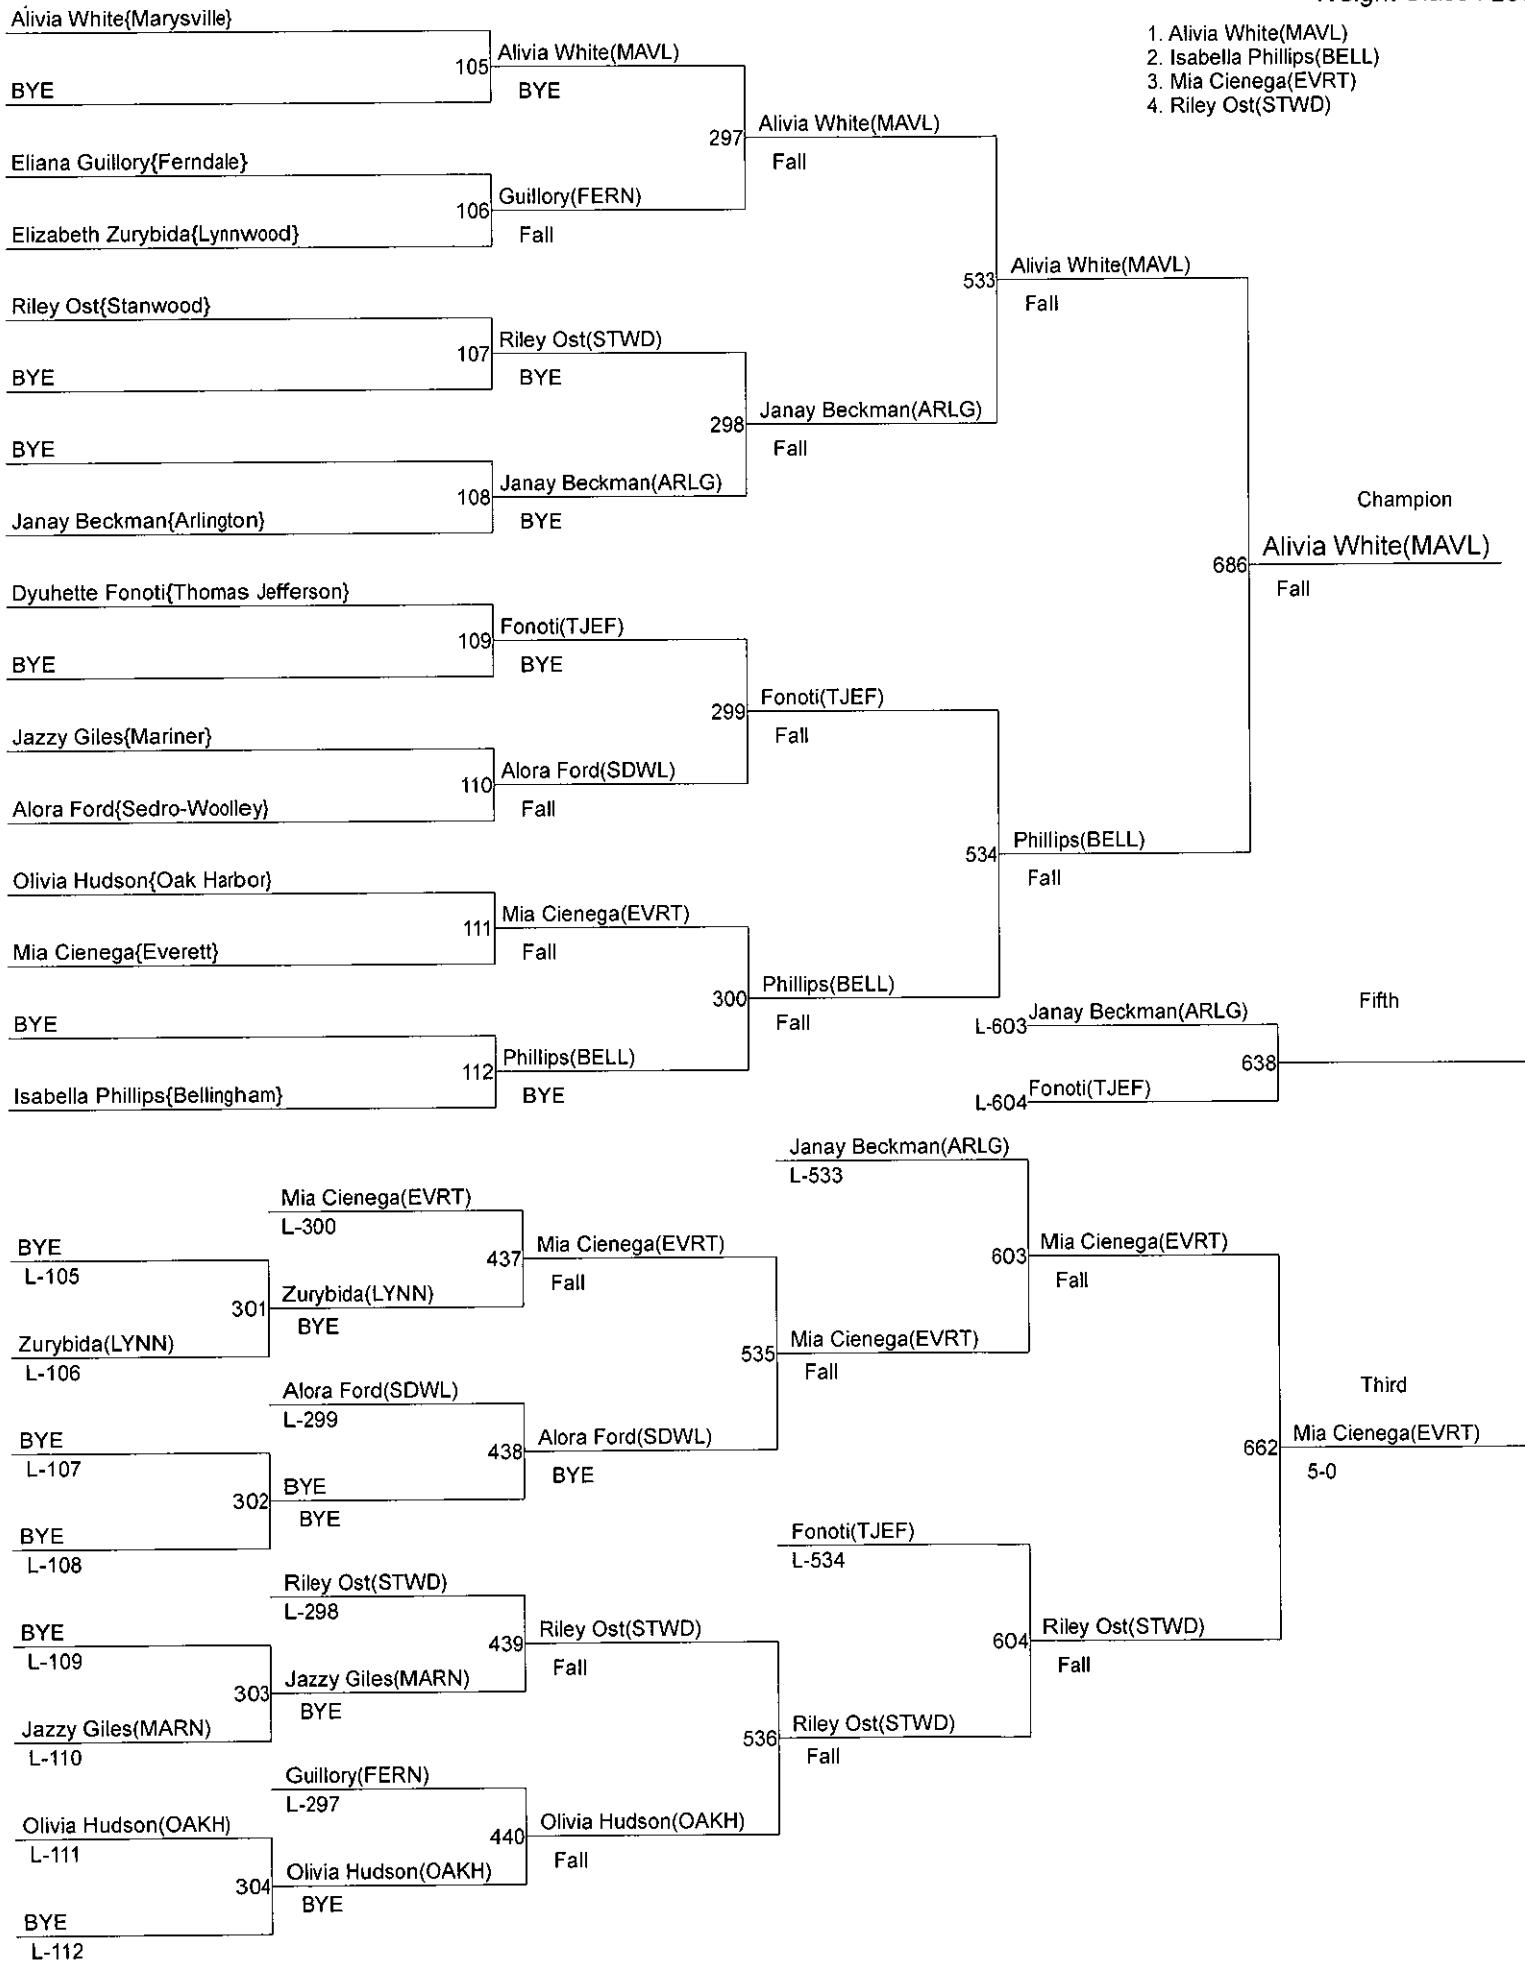 Alivia White{Marysville}
1. Alivia White(MAVL)
2. Isabella Phillips(BELL)
3. Mia Cienega(EVRT)
4. Riley Ost(STWD)
105 Alivia White(MAVL)
BYE
BYE
297 Alivia White(MAVL)
Fall
Eliana Guillory{Ferndale}
106 Guillory(FERN)
Fall
Elizabeth Zurybida{Lynnwood}
533 Alivia White(MAVL)
Fall
Riley Ost{Stanwood}
107 Riley Ost(STWD)
BYE
BYE
298 Janay Beckman(ARLG)
Fall
BYE
108 Janay Beckman(ARLG)
BYE
Janay Beckman{Arlington}
Champion
686 Alivia White(MAVL)
Fall
Dyuhette Fonoti{Thomas Jefferson}
109 Fonoti(TJEF)
BYE
BYE
299 Fonoti(TJEF)
Fall
Jazzy Giles{Mariner}
110 Alora Ford(SDWL)
Fall
Alora Ford{Sedro-Woolley}
534 Phillips(BELL)
Fall
Olivia Hudson{Oak Harbor}
111 Mia Cienega(EVRT)
Fall
Mia Cienega{Everett}
300 Phillips(BELL)
Fall
BYE
112 Phillips(BELL)
BYE
Isabella Phillips{Bellingham}
Fifth
L-603 Janay Beckman(ARLG)
638
L-604 Fonoti(TJEF)
Janay Beckman(ARLG)
L-533
Mia Cienega(EVRT)
L-300
437 Mia Cienega(EVRT)
Fall
603 Mia Cienega(EVRT)
Fall
BYE
L-105
301 Zurybida(LYNN)
BYE
Zurybida(LYNN)
L-106
535 Mia Cienega(EVRT)
Fall
Alora Ford(SDWL)
L-299
438 Alora Ford(SDWL)
BYE
BYE
L-107
302 BYE
BYE
BYE
L-108
Third
662 Mia Cienega(EVRT)
5-0
Fonoti(TJEF)
L-534
Riley Ost(STWD)
L-298
439 Riley Ost(STWD)
Fall
604 Riley Ost(STWD)
Fall
BYE
L-109
303 Jazzy Giles(MARN)
BYE
Jazzy Giles(MARN)
L-110
536 Riley Ost(STWD)
Fall
Guillory(FERN)
L-297
440 Olivia Hudson(OAKH)
Fall
Olivia Hudson(OAKH)
L-111
304 Olivia Hudson(OAKH)
BYE
BYE
L-112